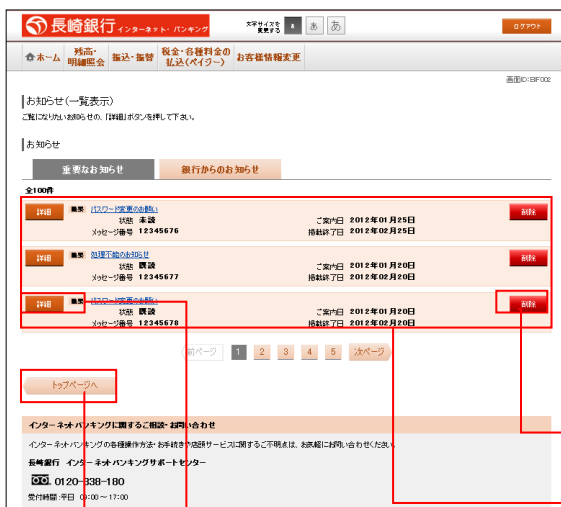 長崎銀行 インターネット・バンキング
文字サイズを変更する あ あ あ
ログアウト
ホーム 残高・明細照会 振込・振替 税金・各種料金の払込(ペイジー) お客様情報変更
画面ID:BIF002
お知らせ(一覧表示)
ご覧になりたいお知らせの、「詳細」ボタンを押して下さい。
お知らせ
重要なお知らせ 銀行からのお知らせ
全100件
詳細 重要 パスワード変更のお願い 削除
状態 未読 ご案内日 2012年01月25日
メッセージ番号 12345676 掲載終了日 2012年02月25日
詳細 重要 処理不能のお知らせ 削除
状態 既読 ご案内日 2012年01月20日
メッセージ番号 12345677 掲載終了日 2012年02月20日
詳細 重要 パスワード変更のお願い 削除
状態 既読 ご案内日 2012年01月20日
メッセージ番号 12345678 掲載終了日 2012年02月20日
前ページ 1 2 3 4 5 次ページ
トップページへ
インターネットバンキングに関するご相談・お問い合わせ
インターネットバンキングの各種操作方法・お手続きや店頭サービスに関するご不明点は、お気軽にお問い合わせください。
長崎銀行 インターネットバンキングサポートセンター
0120-338-180
受付時間:平日 09:00~17:00